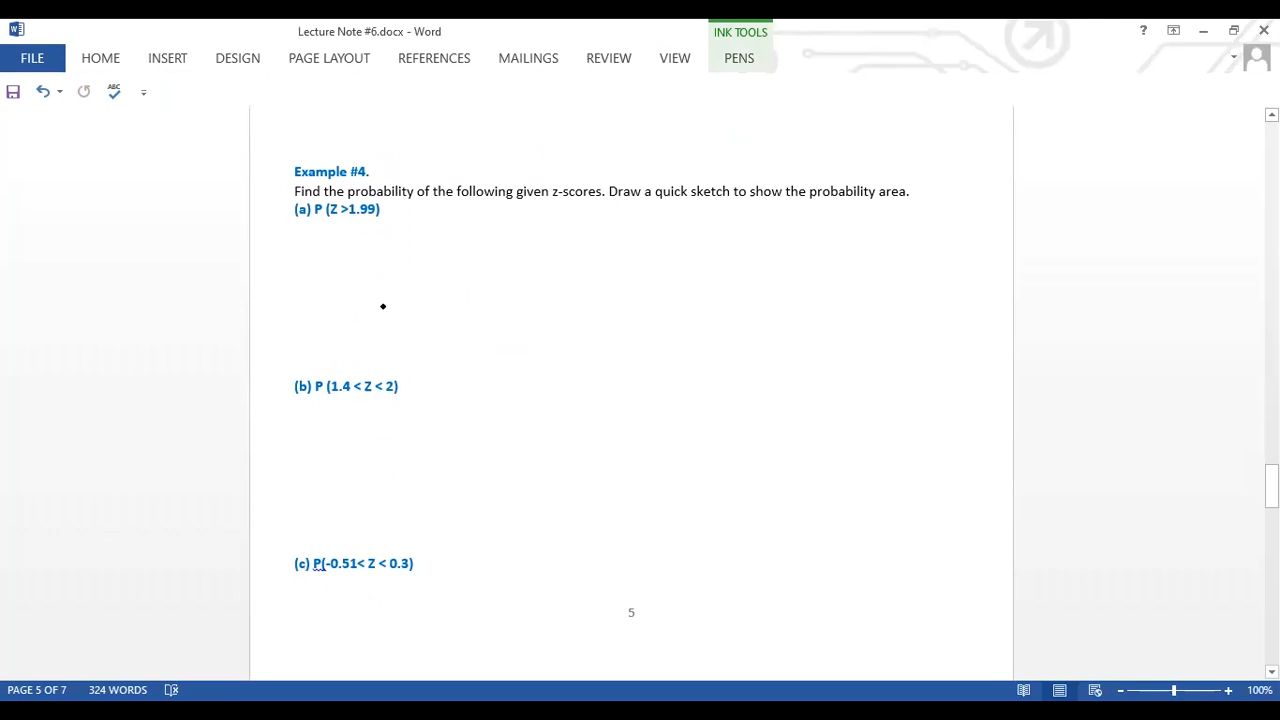 Lecture Note #6.docx - Word
INK TOOLS
?
FILE HOME INSERT DESIGN PAGE LAYOUT REFERENCES MAILINGS REVIEW VIEW PENS
ABC
Example #4.
Find the probability of the following given z-scores. Draw a quick sketch to show the probability area.
(a) P (Z >1.99)
(b) P (1.4 < Z < 2)
(c) P(-0.51< Z < 0.3)
5
PAGE 5 OF 7 324 WORDS 100%